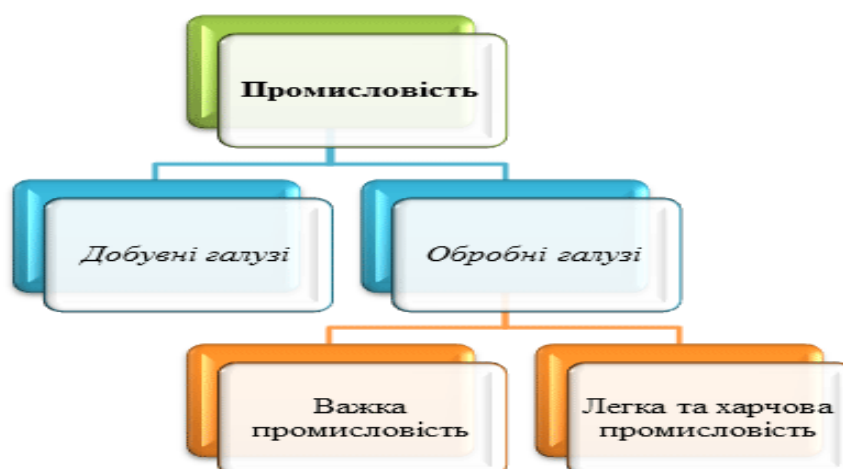 Промисловість
Добувні галузі
Обробні галузі
Важка
промисловість
Легка та харчова
промисловість